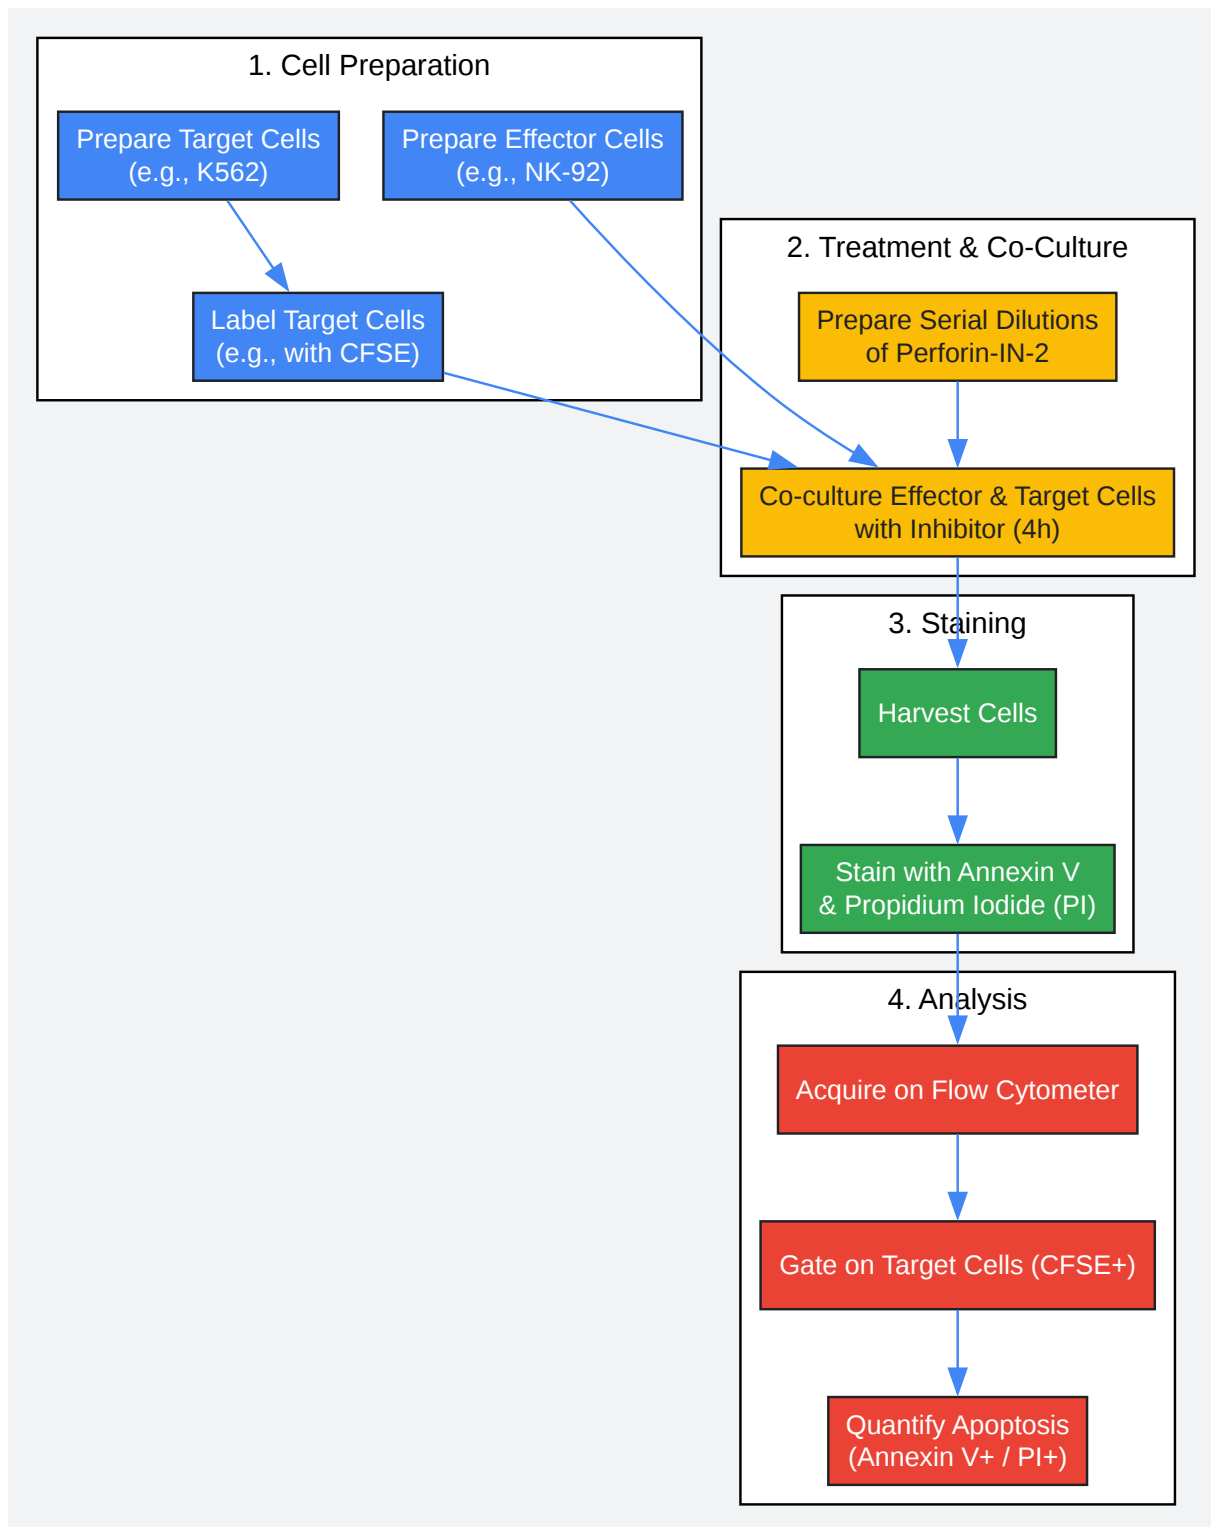 1. Cell Preparation
Prepare Target Cells
(e.g., K562)
Prepare Effector Cells
(e.g., NK-92)
Label Target Cells
(e.g., with CFSE)
2. Treatment & Co-Culture
Prepare Serial Dilutions
of Perforin-IN-2
Co-culture Effector & Target Cells
with Inhibitor (4h)
3. Staining
Harvest Cells
Stain with Annexin V
& Propidium Iodide (PI)
4. Analysis
Acquire on Flow Cytometer
Gate on Target Cells (CFSE+)
Quantify Apoptosis
(Annexin V+ / PI+)